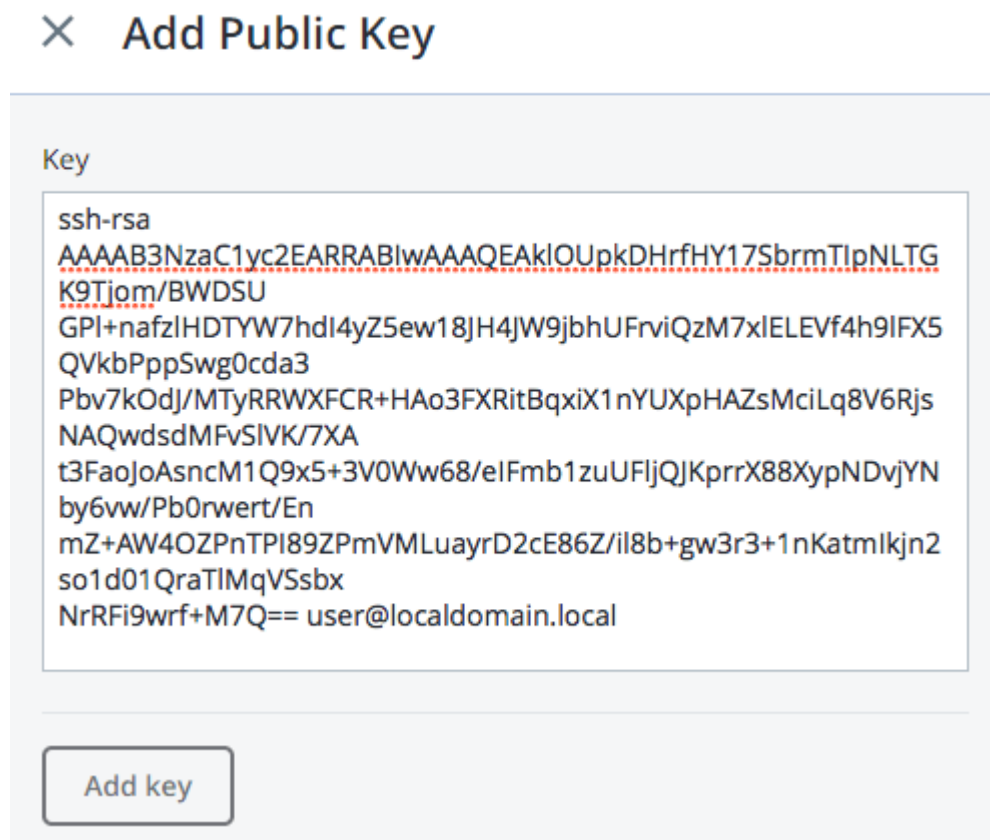 Add Public Key
Key
ssh-rsa
AAAAB3NzaC1yc2EARRABIwAAAQEAklOUpkDHrfHY17SbrmTIpNLTG
K9Tjom/BWDSU
GPl+nafzlHDTYW7hdI4yZ5ew18JH4JW9jbhUFrviQzM7xlELEVf4h9lFX5
QVkbPppSwg0cda3
Pbv7kOdJ/MTyRRWXFCR+HAo3FXRitBqxiX1nYUXpHAZsMciLq8V6Rjs
NAQwdsdMFvSlVK/7XA
t3FaoJoAsncM1Q9x5+3V0Ww68/eIFmb1zuUFljQJKprrX88XypNDvjYN
by6vw/Pb0rwert/En
mZ+AW4OZPnTPI89ZPmVMLuayrD2cE86Z/il8b+gw3r3+1nKatmIkjn2
so1d01QraTlMqVSsbx
NrRFi9wrf+M7Q== user@localdomain.local
Add key